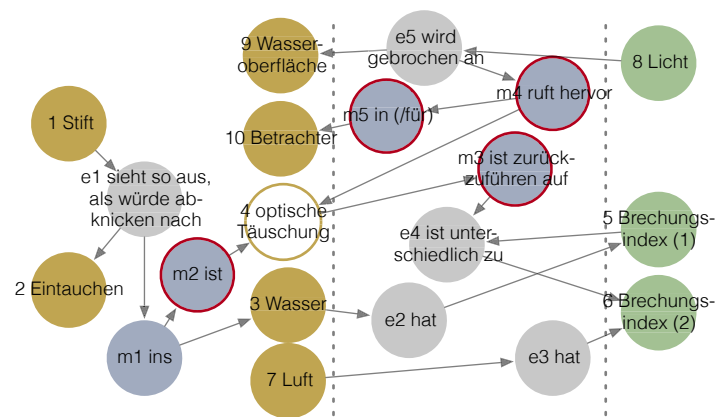 9 Wasser-
oberfläche
e5 wird
gebrochen an
8 Licht
m4 ruft hervor
m5 in (/für)
1 Stift
10 Betrachter
m3 ist zurück-
zuführen auf
e1 sieht so aus,
als würde ab-
knicken nach
4 optische
Täuschung
5 Brechungs-
index (1)
e4 ist unter-
schiedlich zu
m2 ist
2 Eintauchen
3 Wasser
6 Brechungs-
index (2)
e2 hat
m1 ins
e3 hat
7 Luft